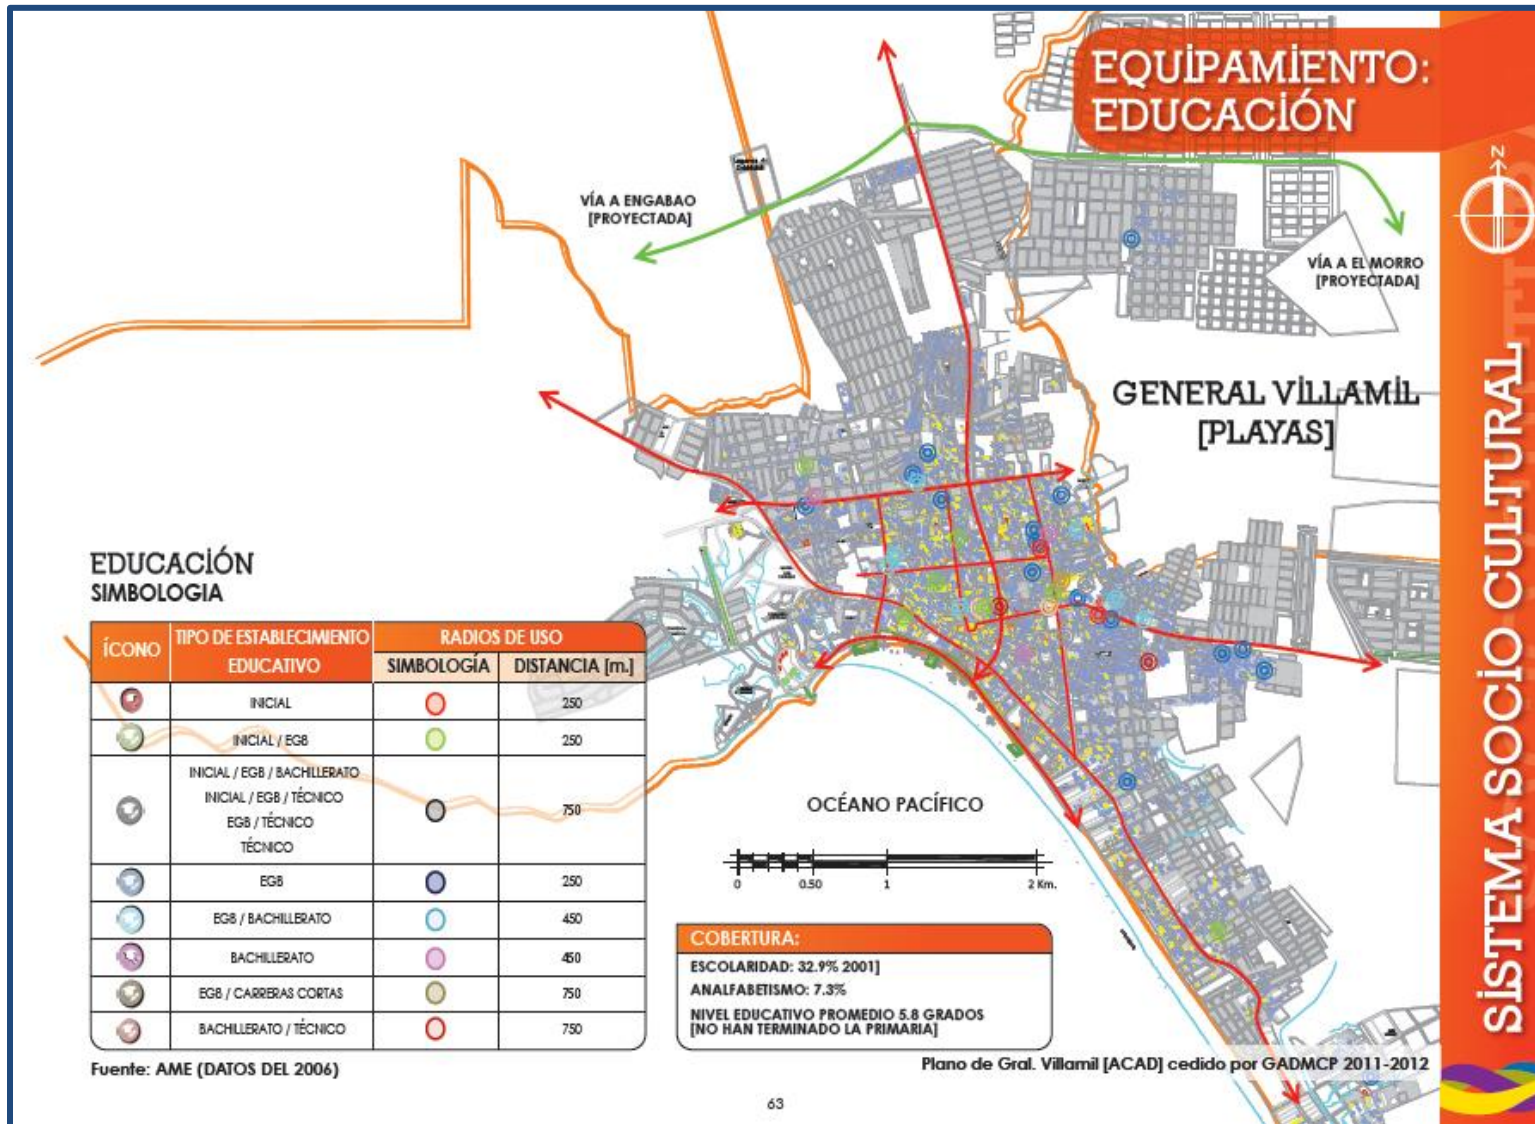 EQUIPAMIENTO:
EDUCACIÓN
N
SISTEMA SOCIO CULTURAL
VÍA A ENGABAO
[PROYECTADA]
VÍA A EL MORRO
[PROYECTADA]
GENERAL VILLAMIL
[PLAYAS]
EDUCACIÓN
SIMBOLOGIA
ÍCONO TIPO DE ESTABLECIMIENTO EDUCATIVO RADIOS DE USO
SIMBOLOGÍA DISTANCIA [m.]
INICIAL 250
INICIAL / EGB 250
INICIAL / EGB / BACHILLERATO
INICIAL / EGB / TÉCNICO
EGB / TÉCNICO
TÉCNICO
750
EGB 250
EGB / BACHILLERATO 450
BACHILLERATO 450
EGB / CARRERAS CORTAS 750
BACHILLERATO / TÉCNICO 750
Fuente: AME (DATOS DEL 2006)
OCÉANO PACÍFICO
0 0.50 1 2 Km.
COBERTURA:
ESCOLARIDAD: 32.9% 2001]
ANALFABETISMO: 7.3%
NIVEL EDUCATIVO PROMEDIO 5.8 GRADOS
[NO HAN TERMINADO LA PRIMARIA]
Plano de Gral. Villamil [ACAD] cedido por GADMCP 2011-2012
63